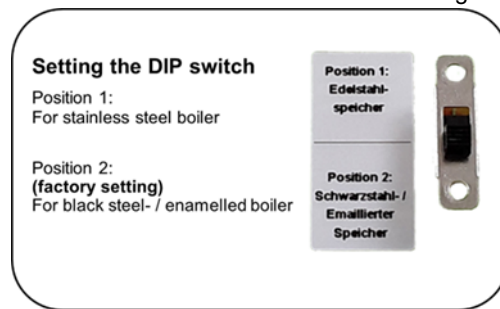 Setting the DIP switch
Position 1:
For stainless steel boiler
Position 2:
(factory setting)
For black steel- / enamelled boiler
Position 1:
Edelstahl-
speicher
Position 2:
Schwarzstahl- /
Emaillierter
Speicher